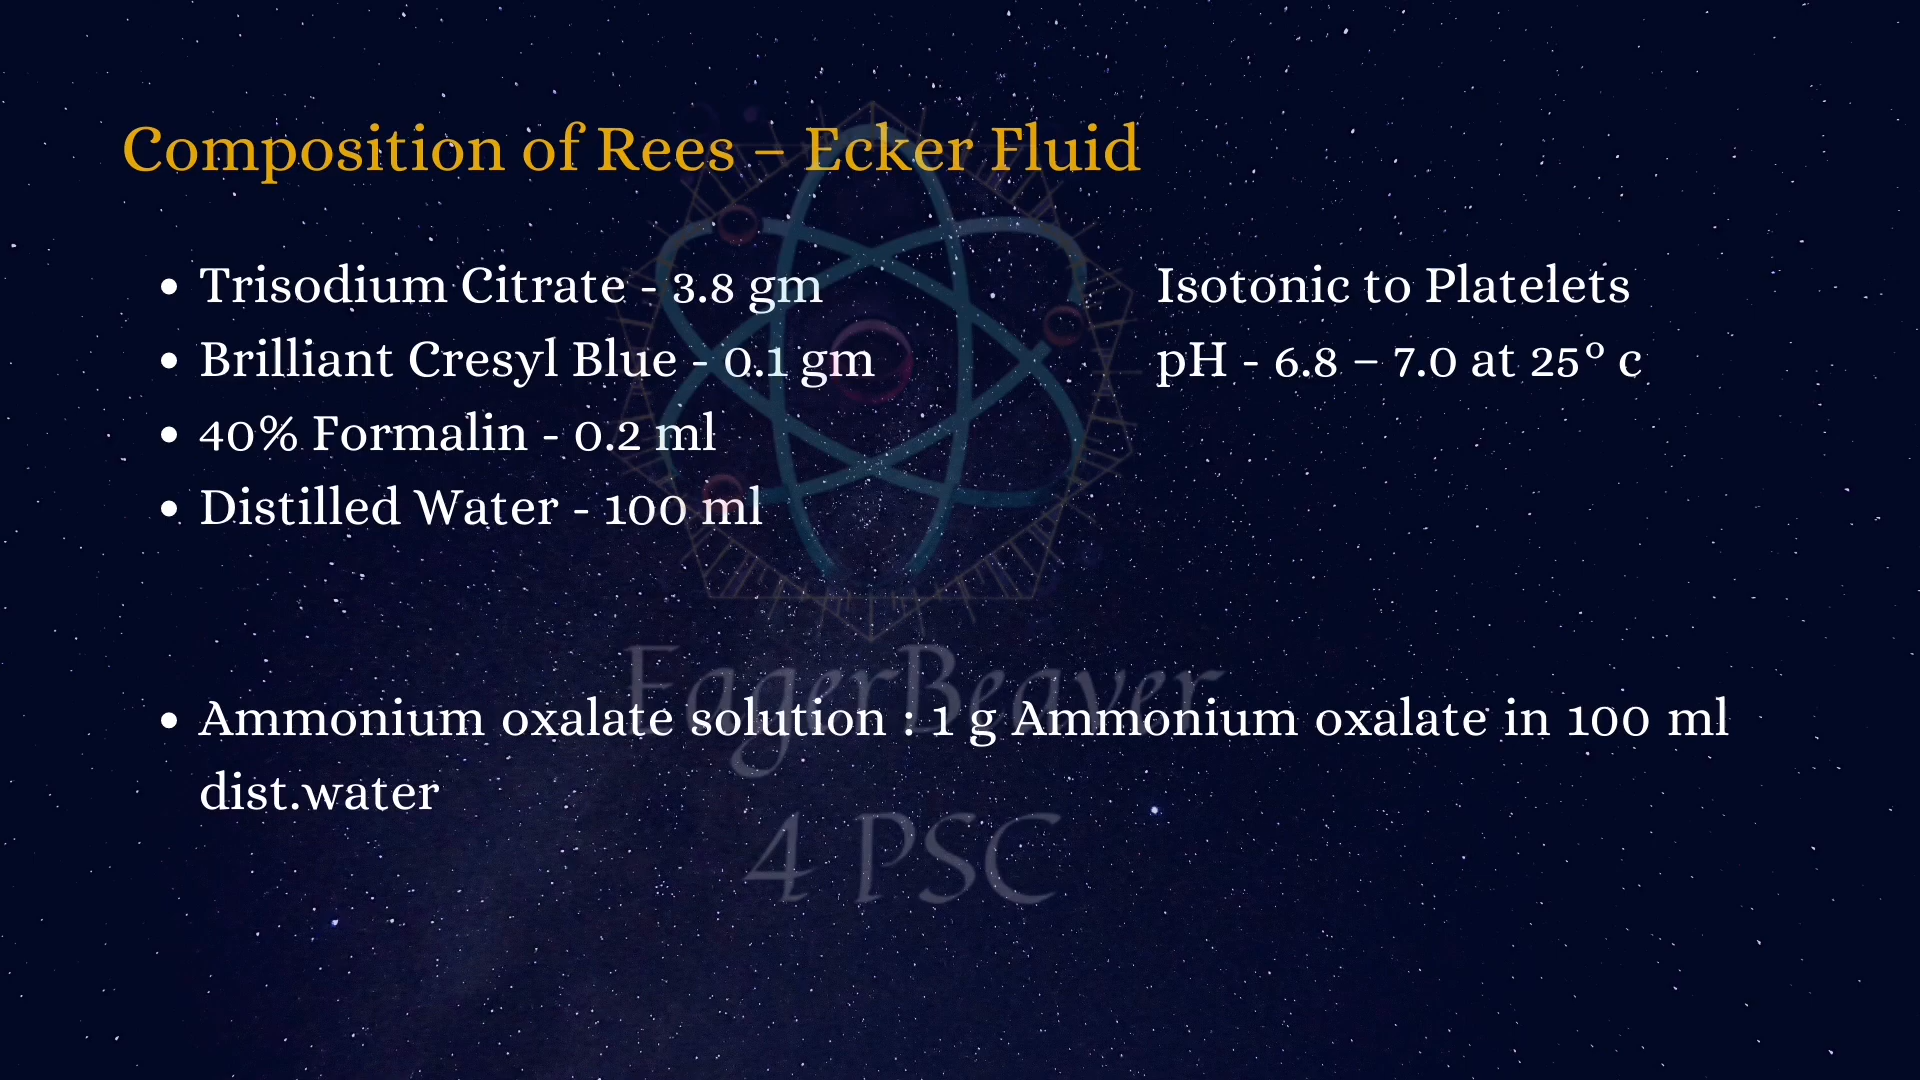 Composition of Rees – Ecker Fluid
• Trisodium Citrate - 3.8 gm
• Brilliant Cresyl Blue - 0.1 gm
• 40% Formalin - 0.2 ml
• Distilled Water - 100 ml
Isotonic to Platelets
pH - 6.8 – 7.0 at 25° c
• Ammonium oxalate solution : 1 g Ammonium oxalate in 100 ml
dist.water
EagerBeaver
4 PSC